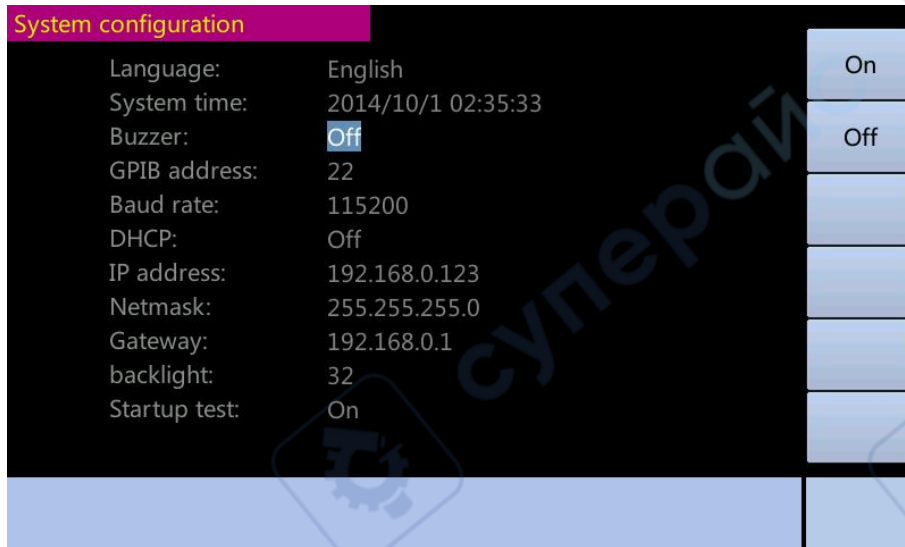 System configuration
Language: English
System time: 2014/10/1 02:35:33
Buzzer: Off
GPIB address: 22
Baud rate: 115200
DHCP: Off
IP address: 192.168.0.123
Netmask: 255.255.255.0
Gateway: 192.168.0.1
backlight: 32
Startup test: On
On
Off
суперайс